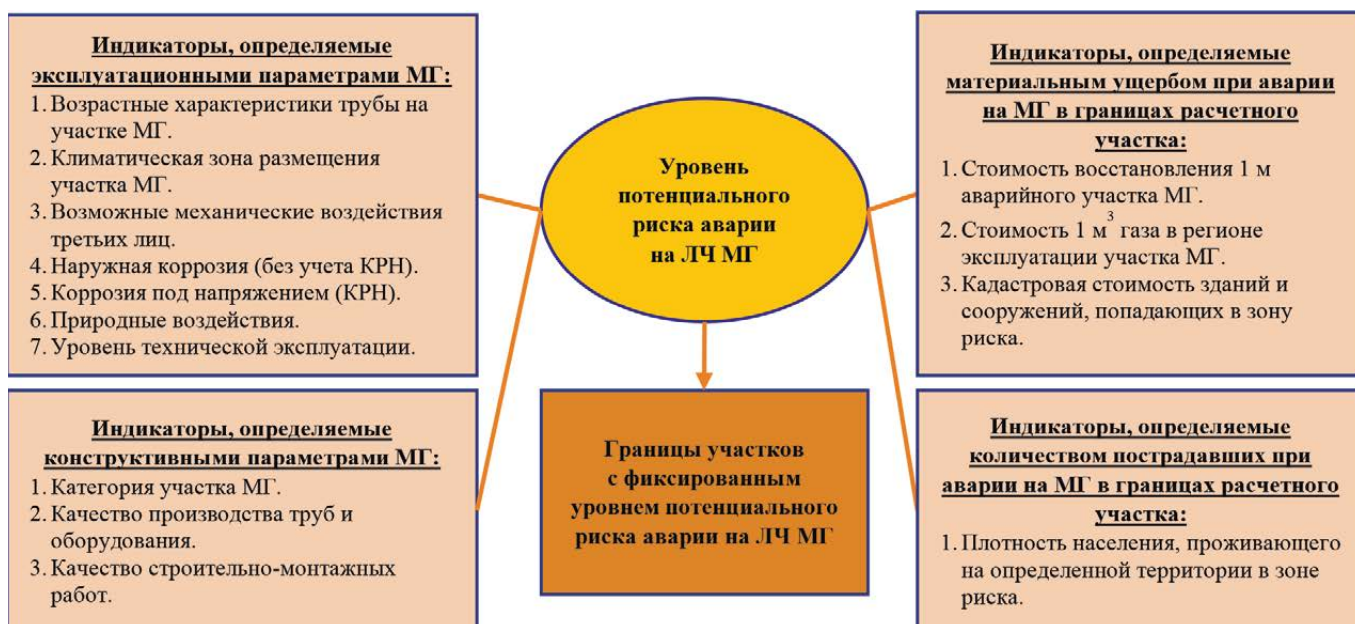 Индикаторы, определяемые
эксплуатационными параметрами МГ:
1. Возрастные характеристики трубы на
участке МГ.
2. Климатическая зона размещения
участка МГ.
3. Возможные механические воздействия
третьих лиц.
4. Наружная коррозия (без учета КРН).
5. Коррозия под напряжением (КРН).
6. Природные воздействия.
7. Уровень технической эксплуатации.
Индикаторы, определяемые
конструктивными параметрами МГ:
1. Категория участка МГ.
2. Качество производства труб и
оборудования.
3. Качество строительно-монтажных
работ.
Уровень
потенциального
риска аварии
на ЛЧ МГ
Границы участков
с фиксированным
уровнем потенциального
риска аварии на ЛЧ МГ
Индикаторы, определяемые
материальным ущербом при аварии
на МГ в границах расчетного
участка:
1. Стоимость восстановления 1 м
аварийного участка МГ.
2. Стоимость 1 м³ газа в регионе
эксплуатации участка МГ.
3. Кадастровая стоимость зданий и
сооружений, попадающих в зону
риска.
Индикаторы, определяемые
количеством пострадавших при
аварии на МГ в границах расчетного
участка:
1. Плотность населения, проживающего
на определенной территории в зоне
риска.